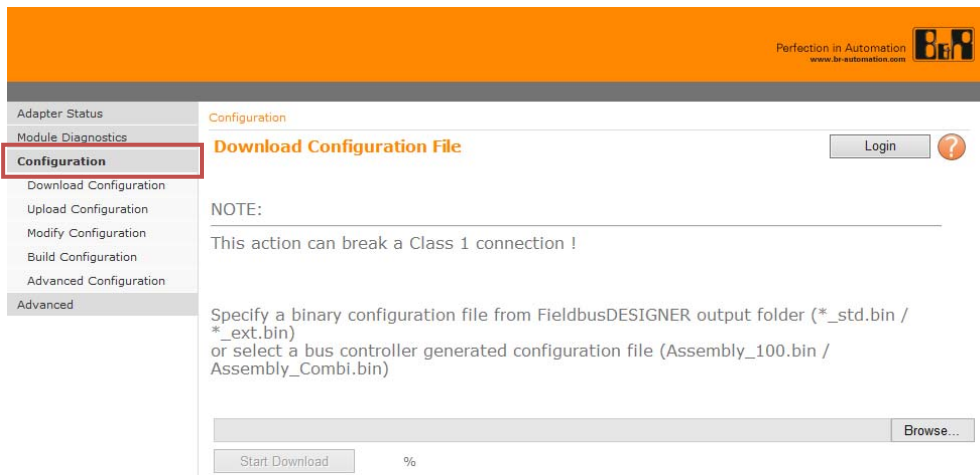 Perfection in Automation
www.br-automation.com
B&R
Adapter Status
Module Diagnostics
Configuration
Download Configuration
Upload Configuration
Modify Configuration
Build Configuration
Advanced Configuration
Advanced
Configuration
Download Configuration File
Login
?
NOTE:
This action can break a Class 1 connection !
Specify a binary configuration file from FieldbusDESIGNER output folder (*_std.bin /
*_ext.bin)
or select a bus controller generated configuration file (Assembly_100.bin /
Assembly_Combi.bin)
Browse...
Start Download
%